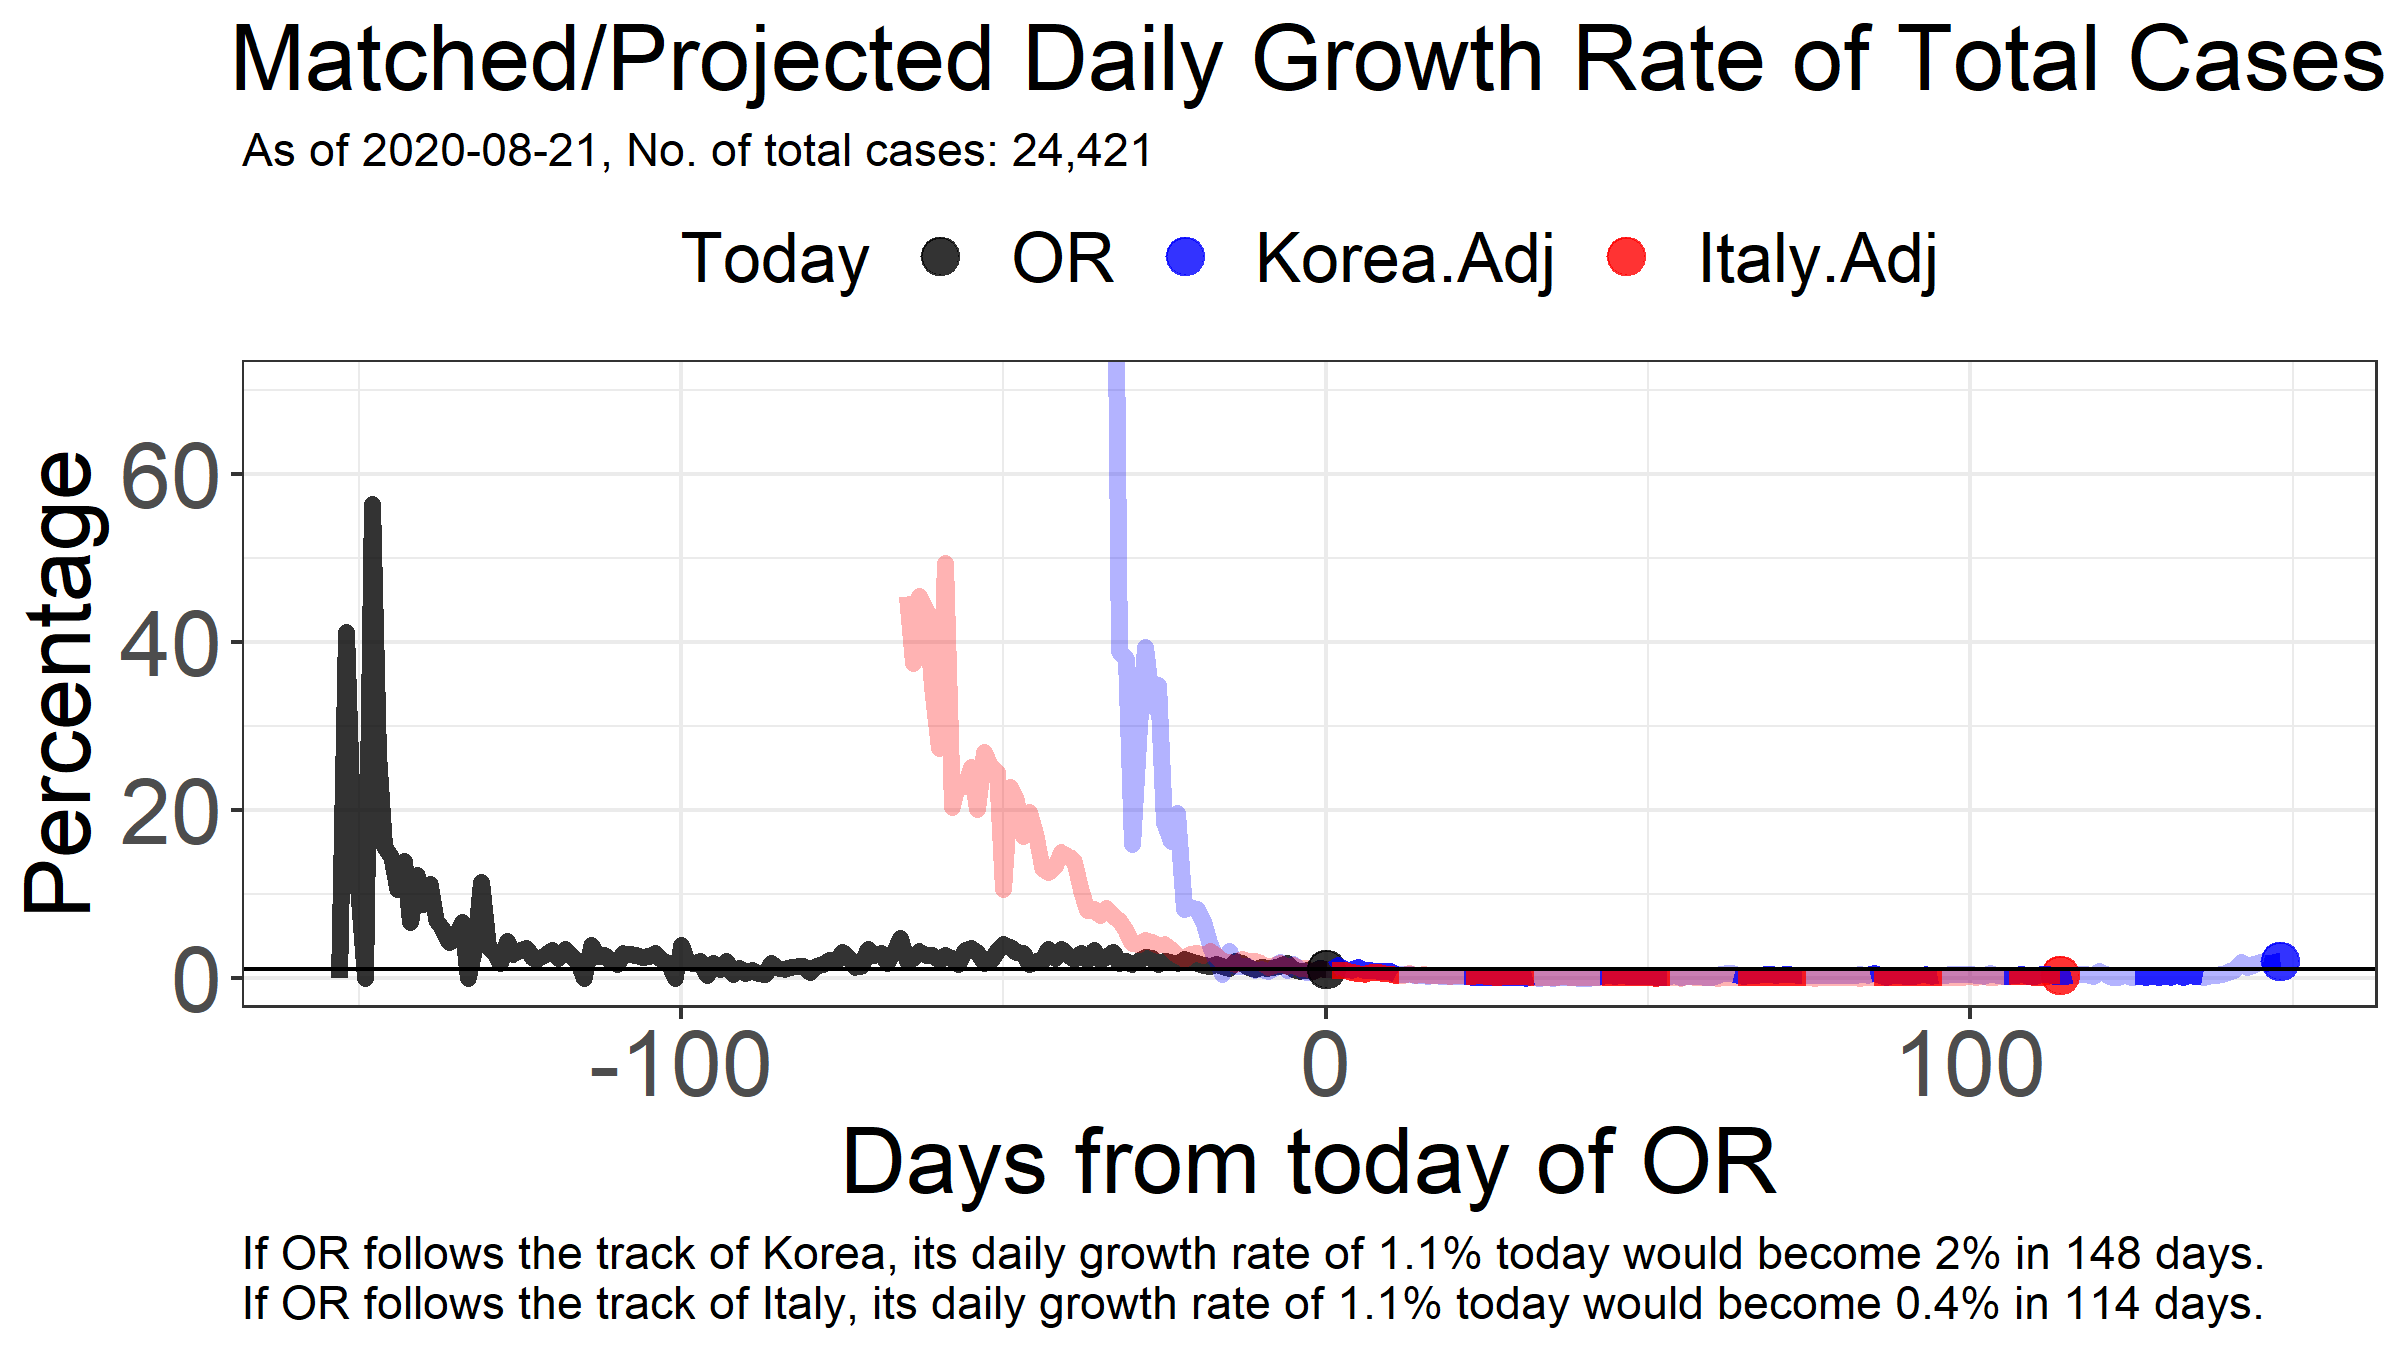 Matched/Projected Daily Growth Rate of Total Cases
As of 2020-08-21, No. of total cases: 24,421
Today OR Korea.Adj Italy.Adj
Percentage
60
40
20
0
-100 0 100
Days from today of OR
If OR follows the track of Korea, its daily growth rate of 1.1% today would become 2% in 148 days.
If OR follows the track of Italy, its daily growth rate of 1.1% today would become 0.4% in 114 days.